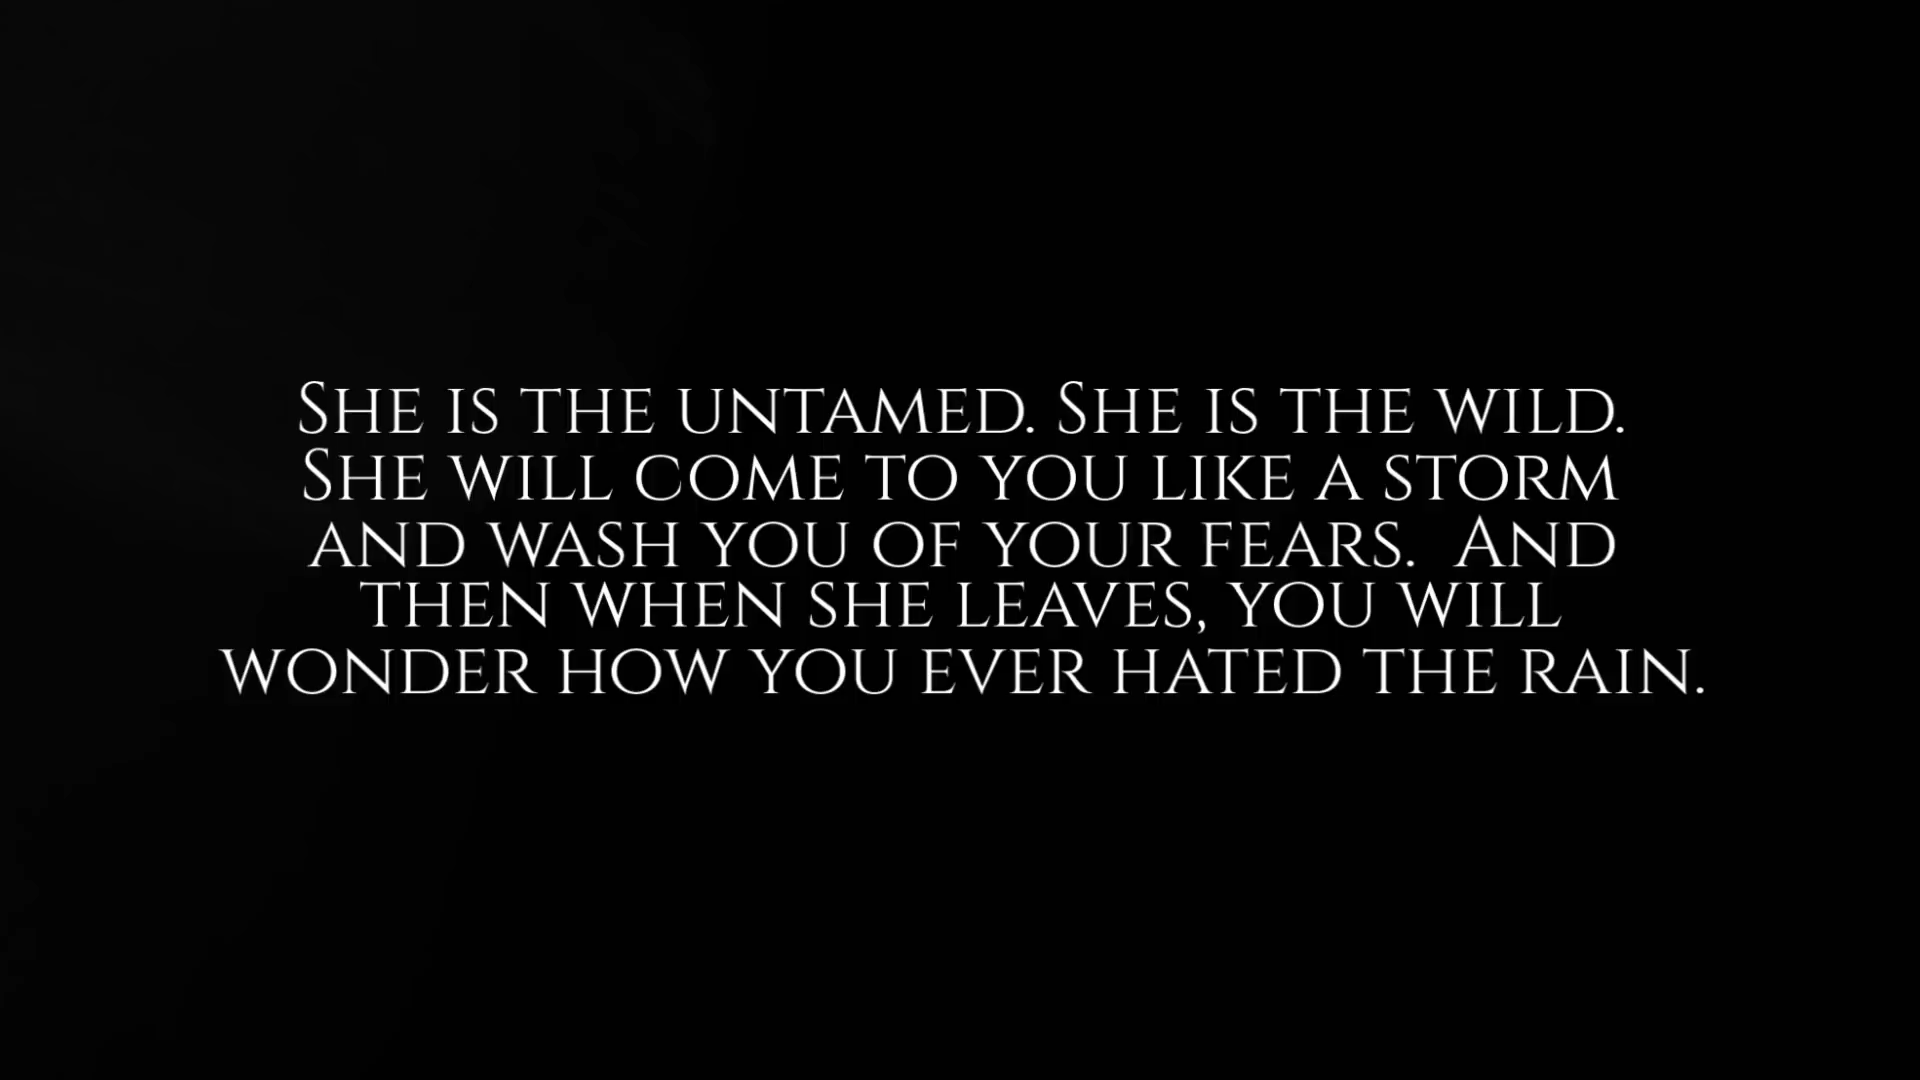 She is the untamed. She is the wild.
She will come to you like a storm
and wash you of your fears.  And
then when she leaves, you will
wonder how you ever hated the rain.